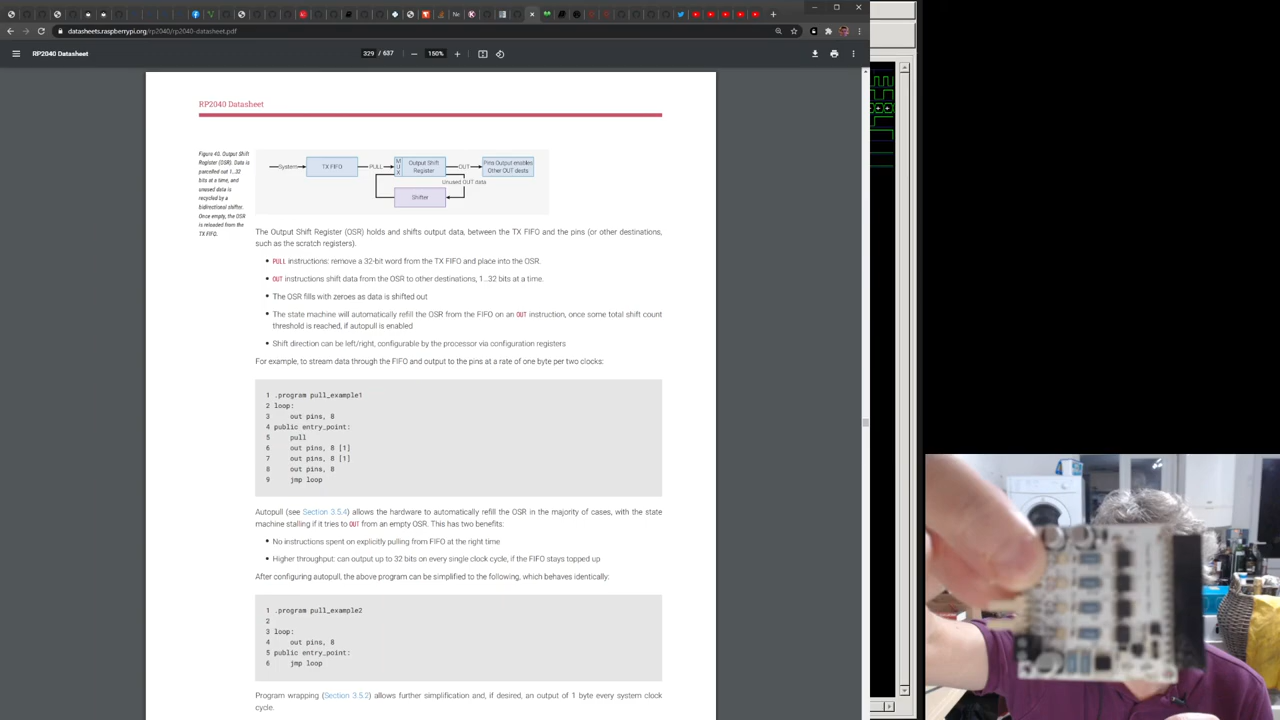 datasheets.raspberrypi.org/rp2040/rp2040-datasheet.pdf
RP2040 Datasheet
329 / 637
150%
RP2040 Datasheet
Figure 40. Output Shift
Register (OSR). Data is
parcelled out 1...32
bits at a time, and
unused data is
recycled by a
bidirectional shifter.
Once empty, the OSR
is reloaded from the
TX FIFO.
System
TX FIFO
PULL
M
X
Output Shift
Register
OUT
Pins Output enables
Other OUT dests
Unused OUT data
Shifter
The Output Shift Register (OSR) holds and shifts output data, between the TX FIFO and the pins (or other destinations,
such as the scratch registers).
• PULL instructions: remove a 32-bit word from the TX FIFO and place into the OSR.
• OUT instructions shift data from the OSR to other destinations, 1...32 bits at a time.
• The OSR fills with zeroes as data is shifted out
• The state machine will automatically refill the OSR from the FIFO on an OUT instruction, once some total shift count
threshold is reached, if autopull is enabled
• Shift direction can be left/right, configurable by the processor via configuration registers
For example, to stream data through the FIFO and output to the pins at a rate of one byte per two clocks:
1 .program pull_example1
2 loop:
3 out pins, 8
4 public entry_point:
5 pull
6 out pins, 8 [1]
7 out pins, 8 [1]
8 out pins, 8
9 jmp loop
Autopull (see Section 3.5.4) allows the hardware to automatically refill the OSR in the majority of cases, with the state
machine stalling if it tries to OUT from an empty OSR. This has two benefits:
• No instructions spent on explicitly pulling from FIFO at the right time
• Higher throughput: can output up to 32 bits on every single clock cycle, if the FIFO stays topped up
After configuring autopull, the above program can be simplified to the following, which behaves identically:
1 .program pull_example2
2
3 loop:
4 out pins, 8
5 public entry_point:
6 jmp loop
Program wrapping (Section 3.5.2) allows further simplification and, if desired, an output of 1 byte every system clock
cycle.